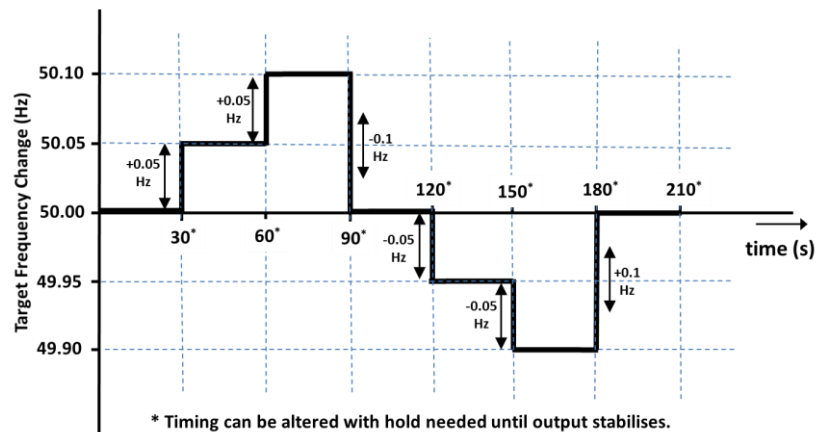 Target Frequency Change (Hz)
50.10
50.05
50.00
49.95
49.90
+0.05
Hz
+0.05
Hz
-0.1
Hz
30*
60*
90*
120*
150*
180*
210*
-0.05
Hz
-0.05
Hz
+0.1
Hz
time (s)
* Timing can be altered with hold needed until output stabilises.